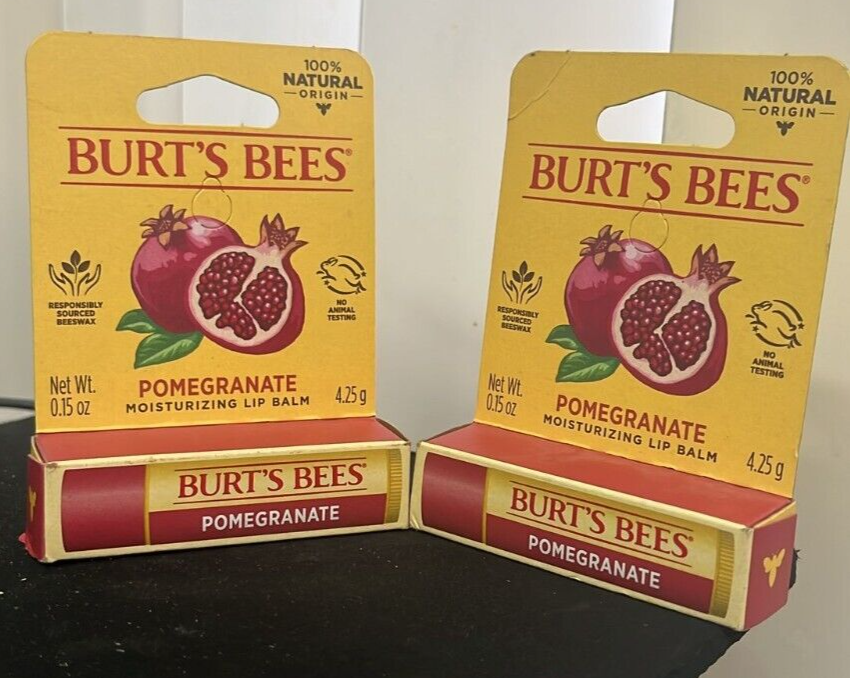 100%
NATURAL
ORIGIN
BURT'S BEES®
RESPONSIBLY
SOURCED
BEESWAX
NO
ANIMAL
TESTING
Net Wt.
0.15 oz
POMEGRANATE
MOISTURIZING LIP BALM
4.25 g
BURT'S BEES®
POMEGRANATE
100%
NATURAL
ORIGIN
BURT'S BEES®
RESPONSIBLY
SOURCED
BEESWAX
NO
ANIMAL
TESTING
Net Wt.
0.15 oz
POMEGRANATE
MOISTURIZING LIP BALM
4.25 g
BURT'S BEES®
POMEGRANATE